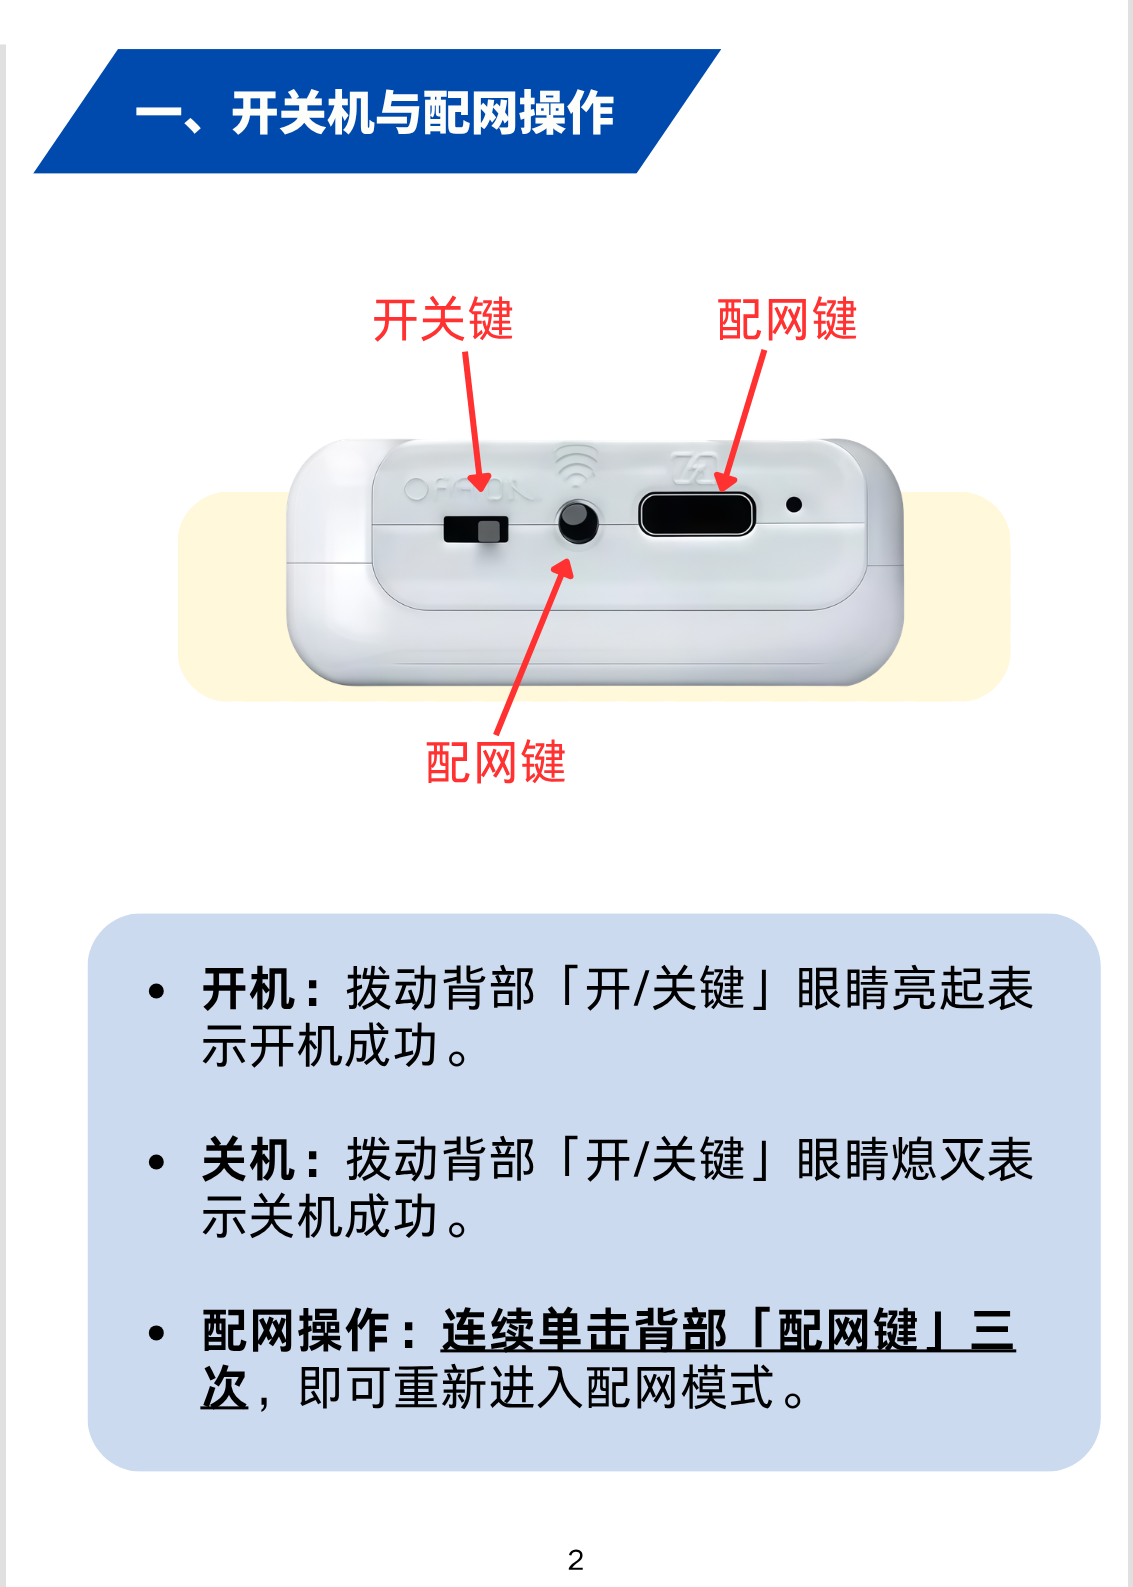 一、开关机与配网操作
开关键
配网键
配网键
• 开机：拨动背部「开/关键」眼睛亮起表
示开机成功。
• 关机：拨动背部「开/关键」眼睛熄灭表
示关机成功。
• 配网操作：连续单击背部「配网键」三
次，即可重新进入配网模式。
2